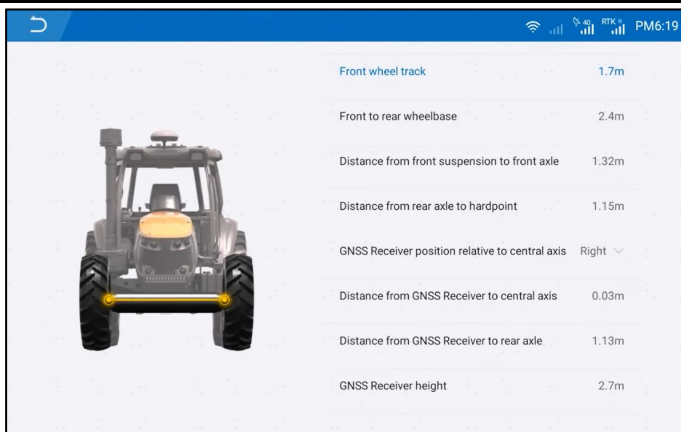 40 RTK PM6:19
Front wheel track 1.7m
Front to rear wheelbase 2.4m
Distance from front suspension to front axle 1.32m
Distance from rear axle to hardpoint 1.15m
GNSS Receiver position relative to central axis Right
Distance from GNSS Receiver to central axis 0.03m
Distance from GNSS Receiver to rear axle 1.13m
GNSS Receiver height 2.7m